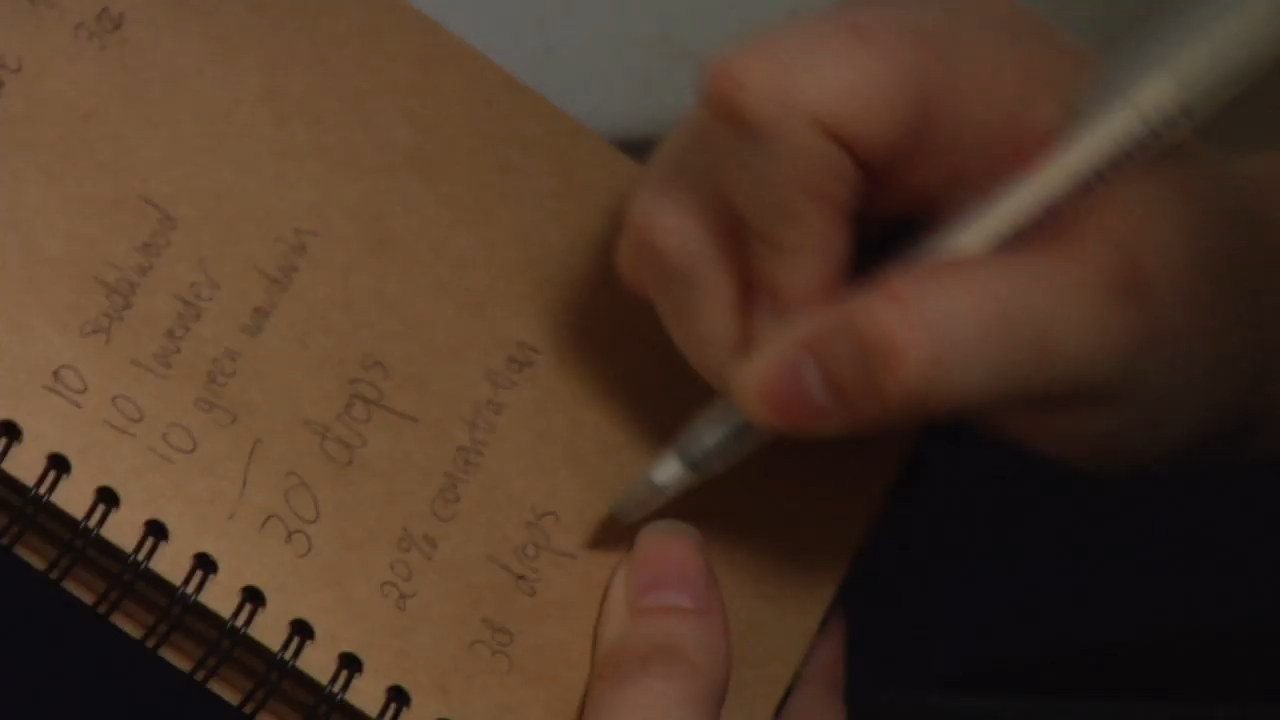 30
10 sandalwood
10 lavender
10 green mandarin
30 drops
20% concentration
30 drops